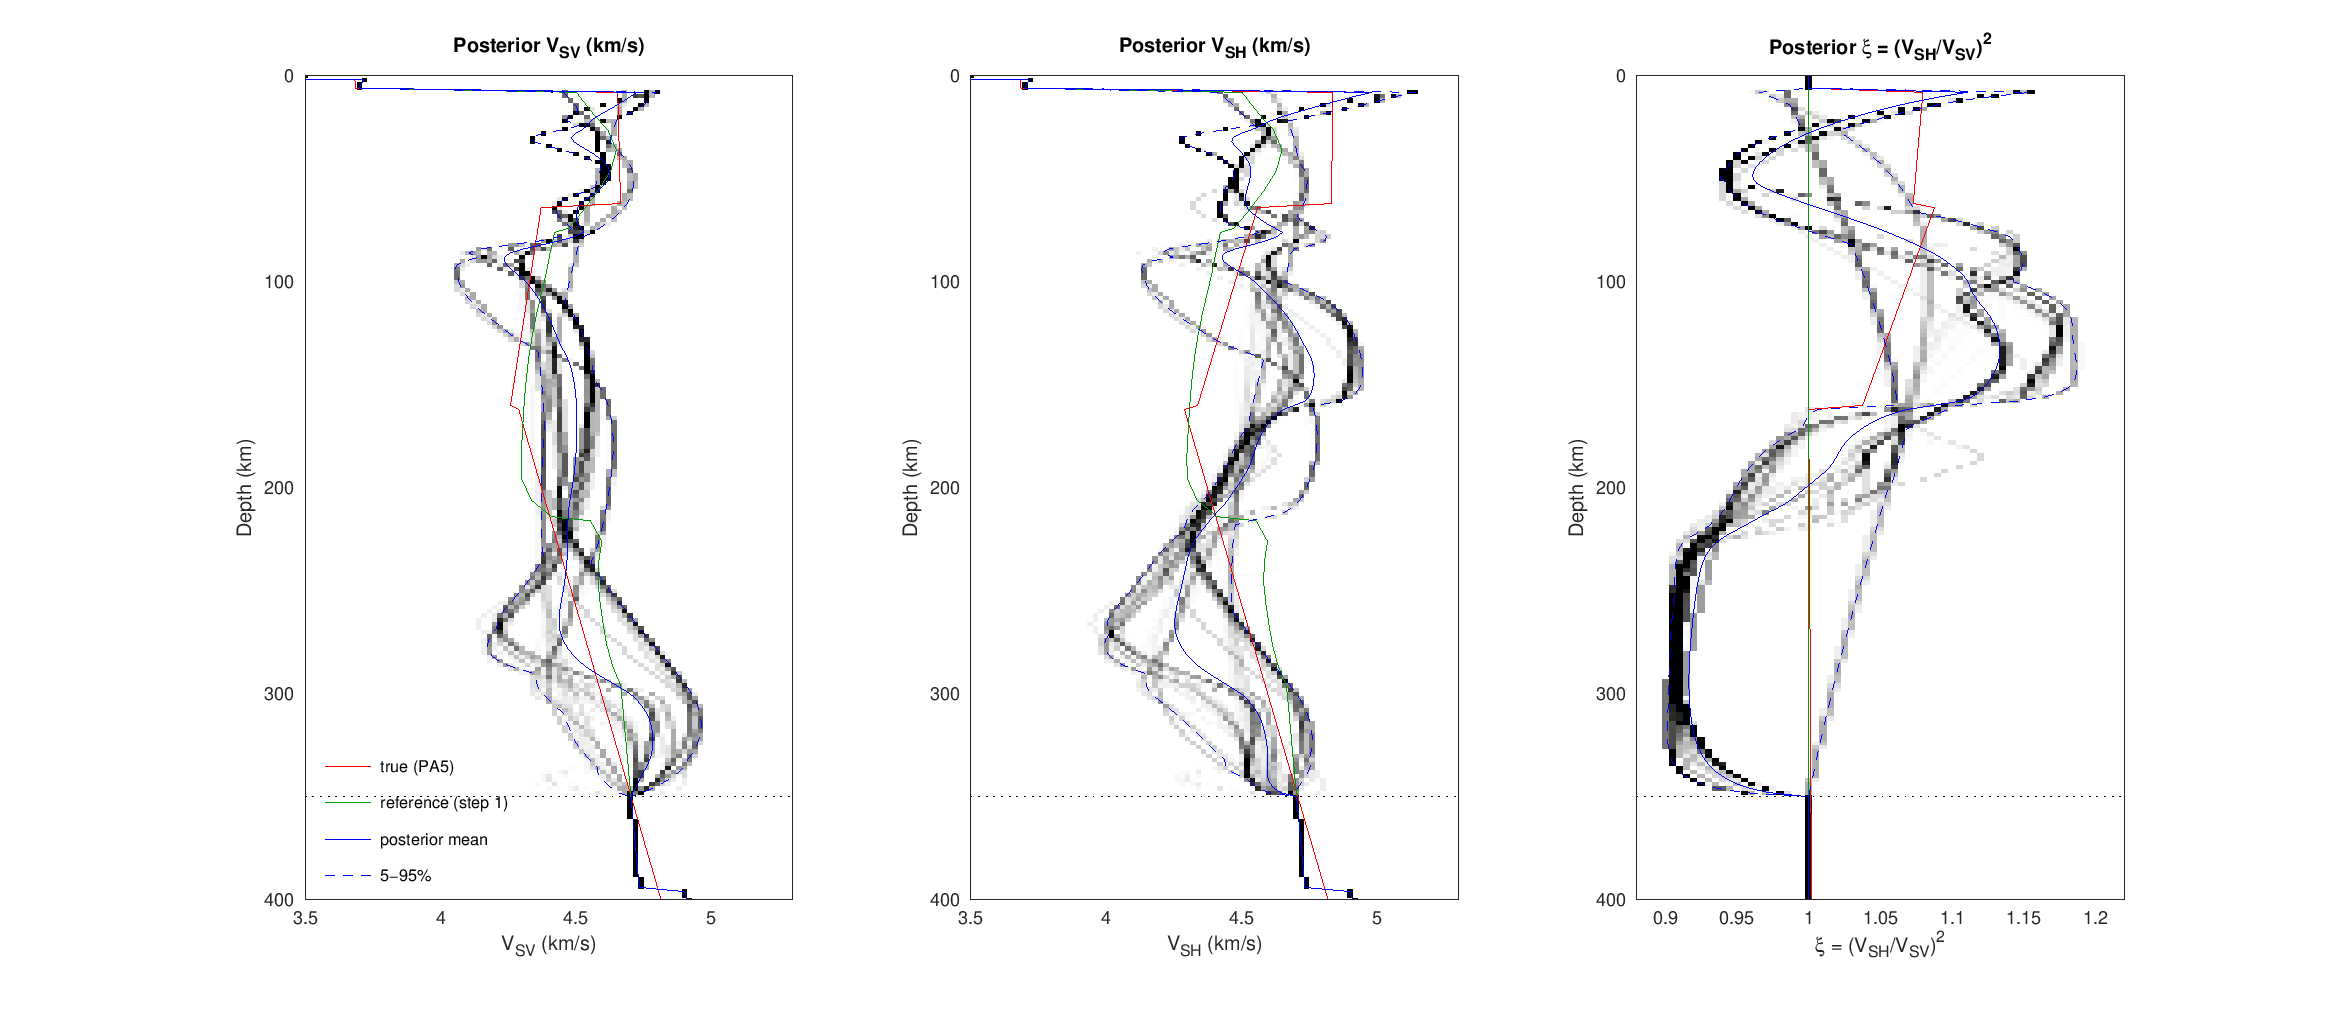 Posterior V_SV (km/s)
0
100
200
300
400
Depth (km)
true (PA5)
reference (step 1)
posterior mean
5−95%
3.5 4 4.5 5
V_SV (km/s)
Posterior V_SH (km/s)
0
100
200
300
400
Depth (km)
3.5 4 4.5 5
V_SH (km/s)
Posterior ξ = (V_SH/V_SV)^2
0
100
200
300
400
Depth (km)
0.9 0.95 1 1.05 1.1 1.15 1.2
ξ = (V_SH/V_SV)^2